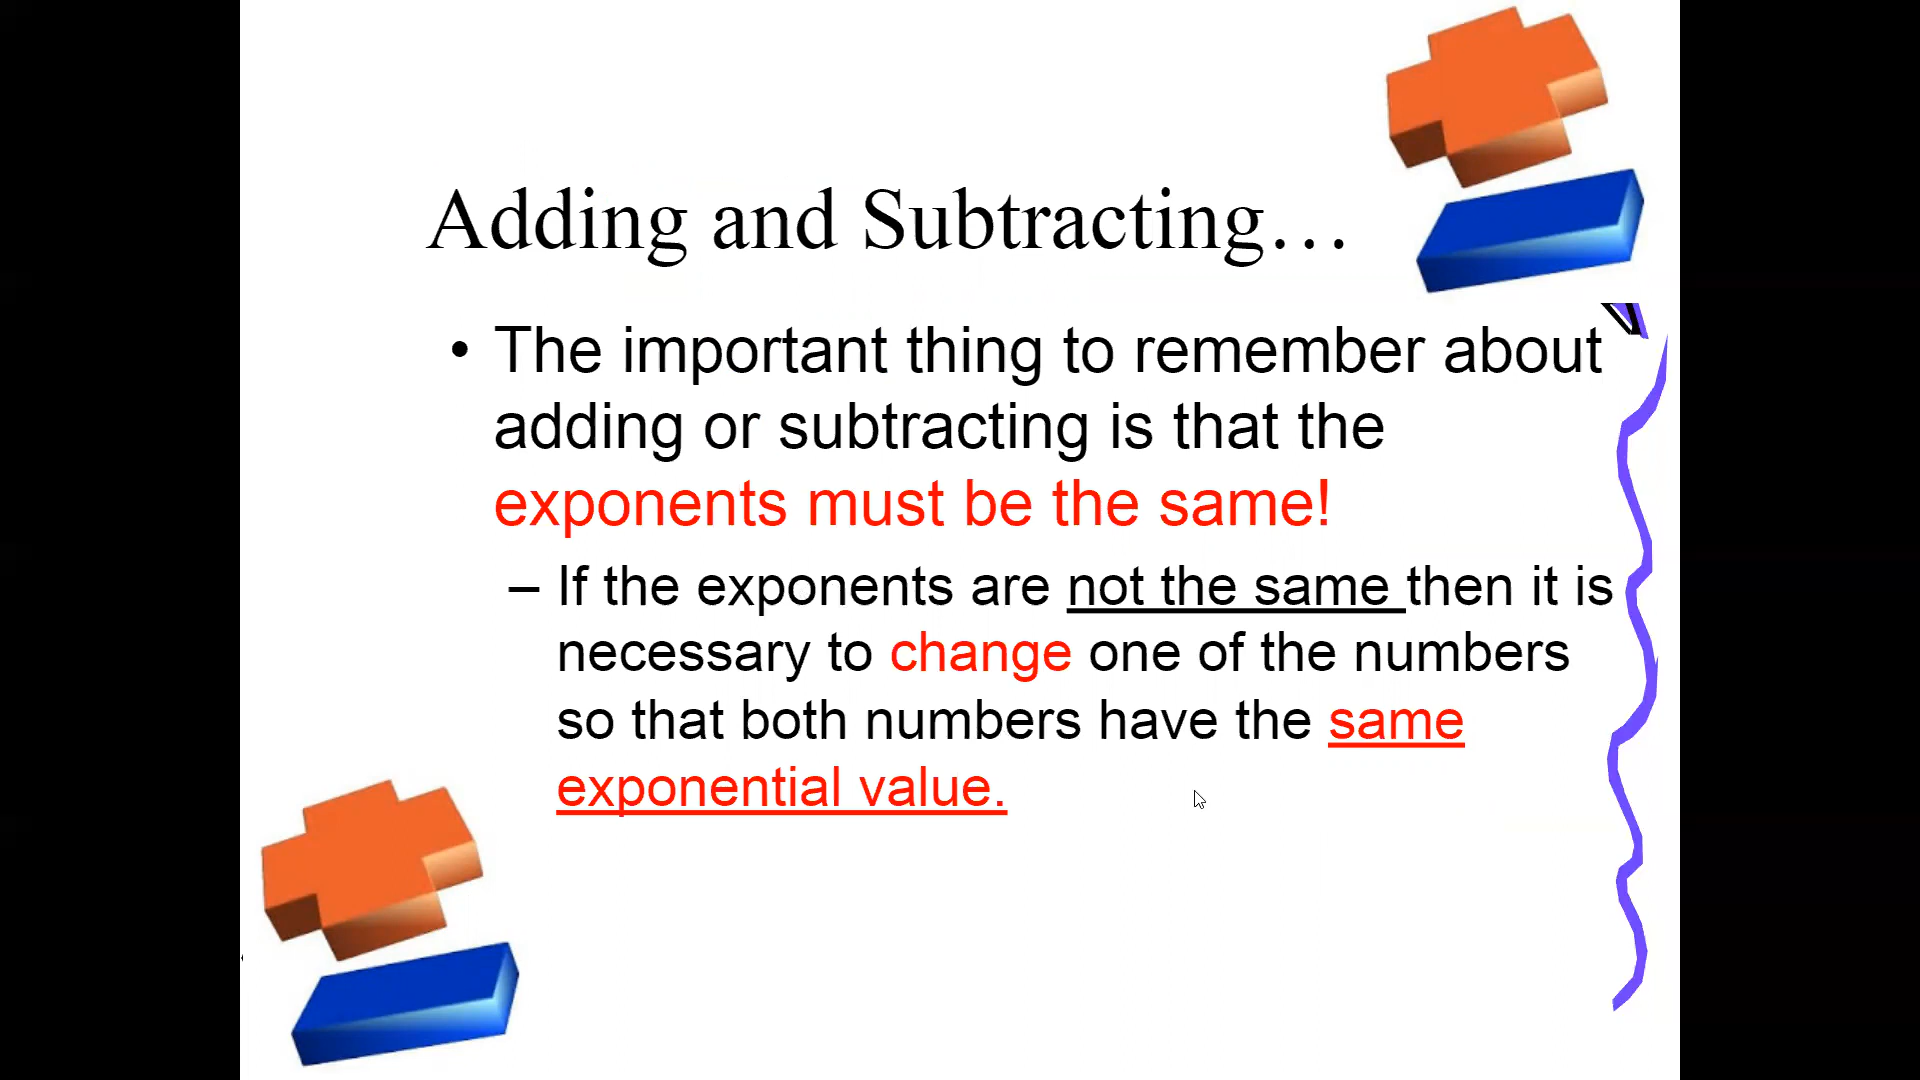 Adding and Subtracting…
• The important thing to remember about
adding or subtracting is that the
exponents must be the same!
– If the exponents are not the same then it is
necessary to change one of the numbers
so that both numbers have the same
exponential value.